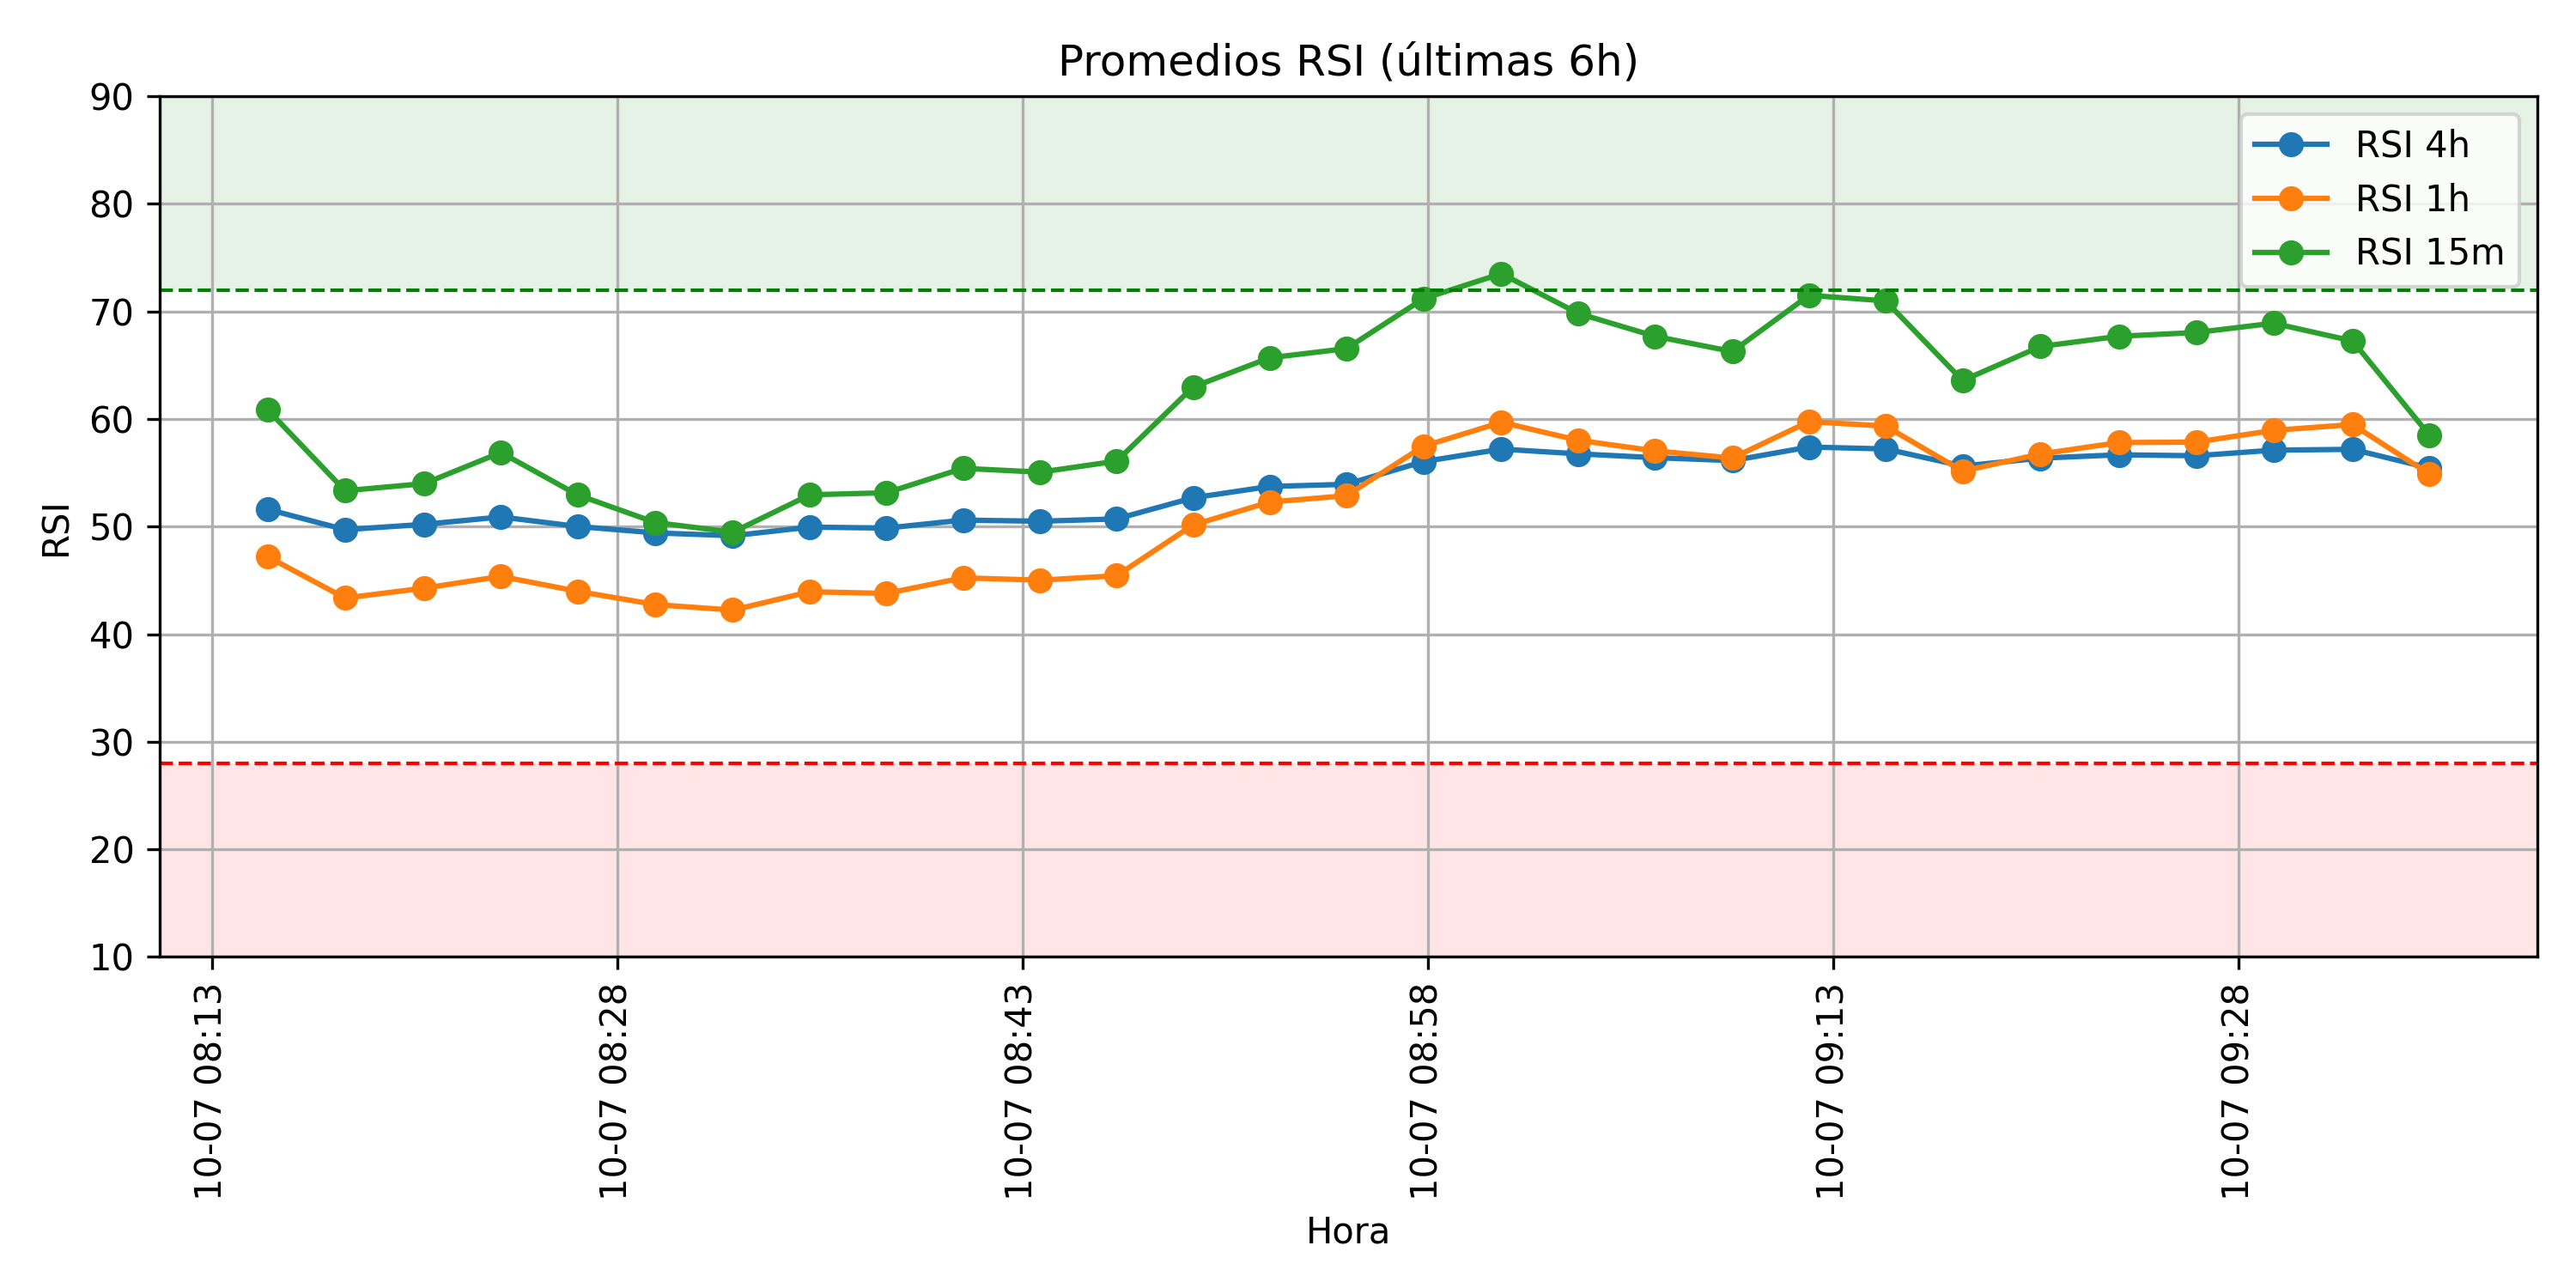 Promedios RSI (últimas 6h)
RSI 4h
RSI 1h
RSI 15m
RSI
90
80
70
60
50
40
30
20
10
10-07 08:13
10-07 08:28
10-07 08:43
10-07 08:58
10-07 09:13
10-07 09:28
Hora